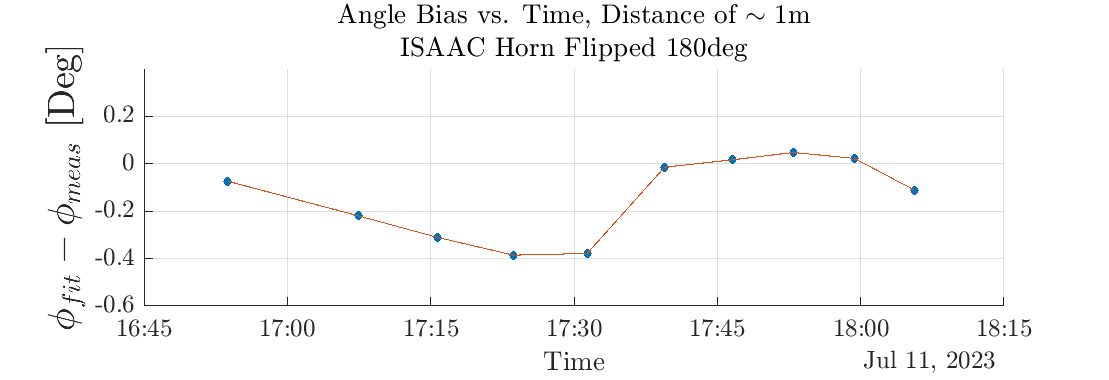 Angle Bias vs. Time, Distance of ∼ 1m
ISAAC Horn Flipped 180deg
ϕ_fit − ϕ_meas [Deg]
0.2
0
-0.2
-0.4
-0.6
16:45 17:00 17:15 17:30 17:45 18:00 18:15
Time
Jul 11, 2023